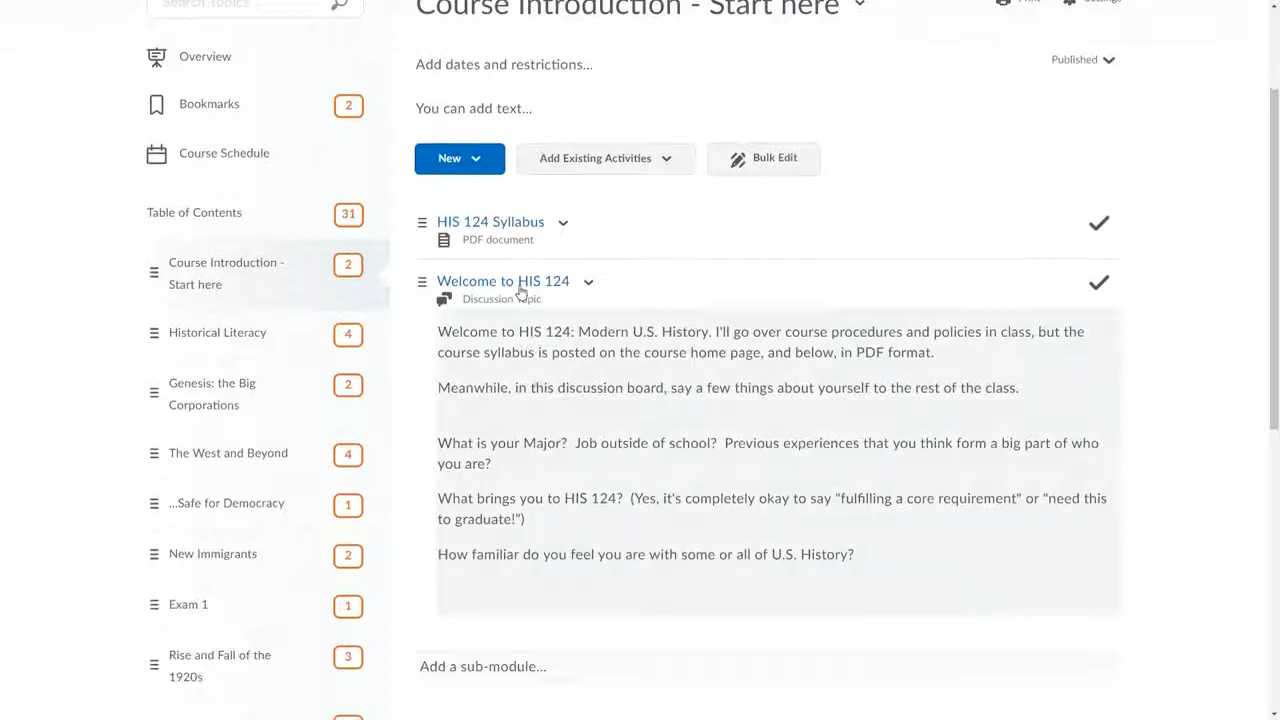 Search Topics
Course Introduction - Start here
Print
Settings
Overview
Bookmarks
2
Course Schedule
Table of Contents
31
Course Introduction -
Start here
2
Historical Literacy
4
Genesis: the Big
Corporations
2
The West and Beyond
4
...Safe for Democracy
1
New Immigrants
2
Exam 1
1
Rise and Fall of the
1920s
3
Add dates and restrictions...
Published
You can add text...
New
Add Existing Activities
Bulk Edit
HIS 124 Syllabus
PDF document
Welcome to HIS 124
Discussion Topic
Welcome to HIS 124: Modern U.S. History. I'll go over course procedures and policies in class, but the
course syllabus is posted on the course home page, and below, in PDF format.
Meanwhile, in this discussion board, say a few things about yourself to the rest of the class.
What is your Major?  Job outside of school?  Previous experiences that you think form a big part of who
you are?
What brings you to HIS 124?  (Yes, it's completely okay to say "fulfilling a core requirement" or "need this
to graduate!")
How familiar do you feel you are with some or all of U.S. History?
Add a sub-module...